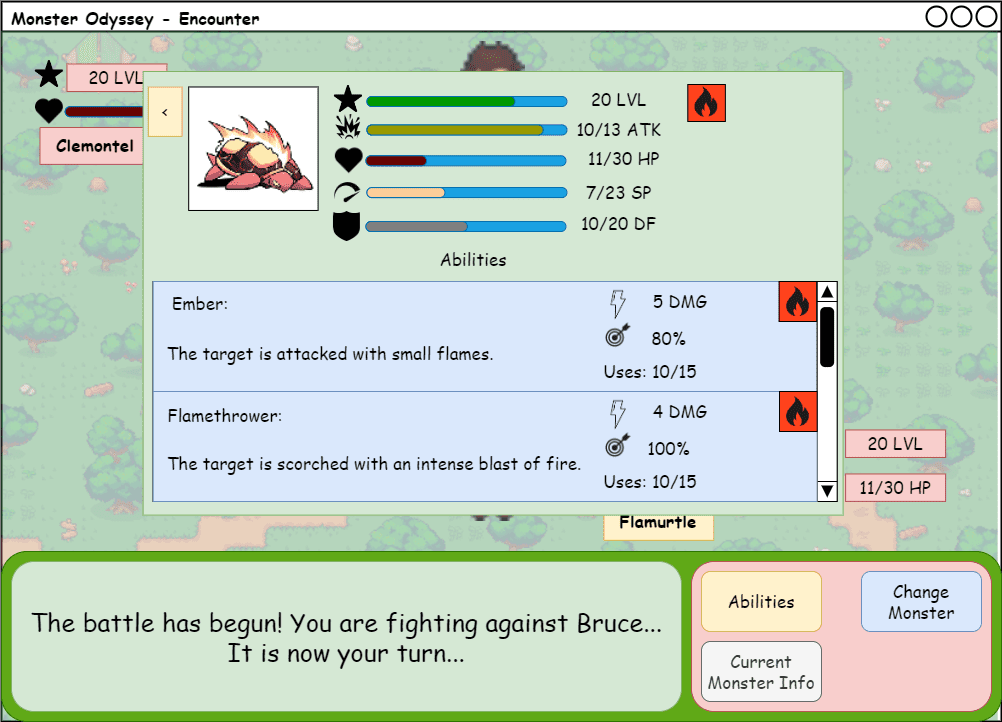 Monster Odyssey - Encounter
20 LVL
Clemontel
<
20 LVL
10/13 ATK
11/30 HP
7/23 SP
10/20 DF
Abilities
Ember:
5 DMG
80%
The target is attacked with small flames.
Uses: 10/15
Flamethrower:
4 DMG
100%
The target is scorched with an intense blast of fire.
Uses: 10/15
20 LVL
11/30 HP
Flamurtle
The battle has begun! You are fighting against Bruce...
It is now your turn...
Abilities
Change
Monster
Current
Monster Info